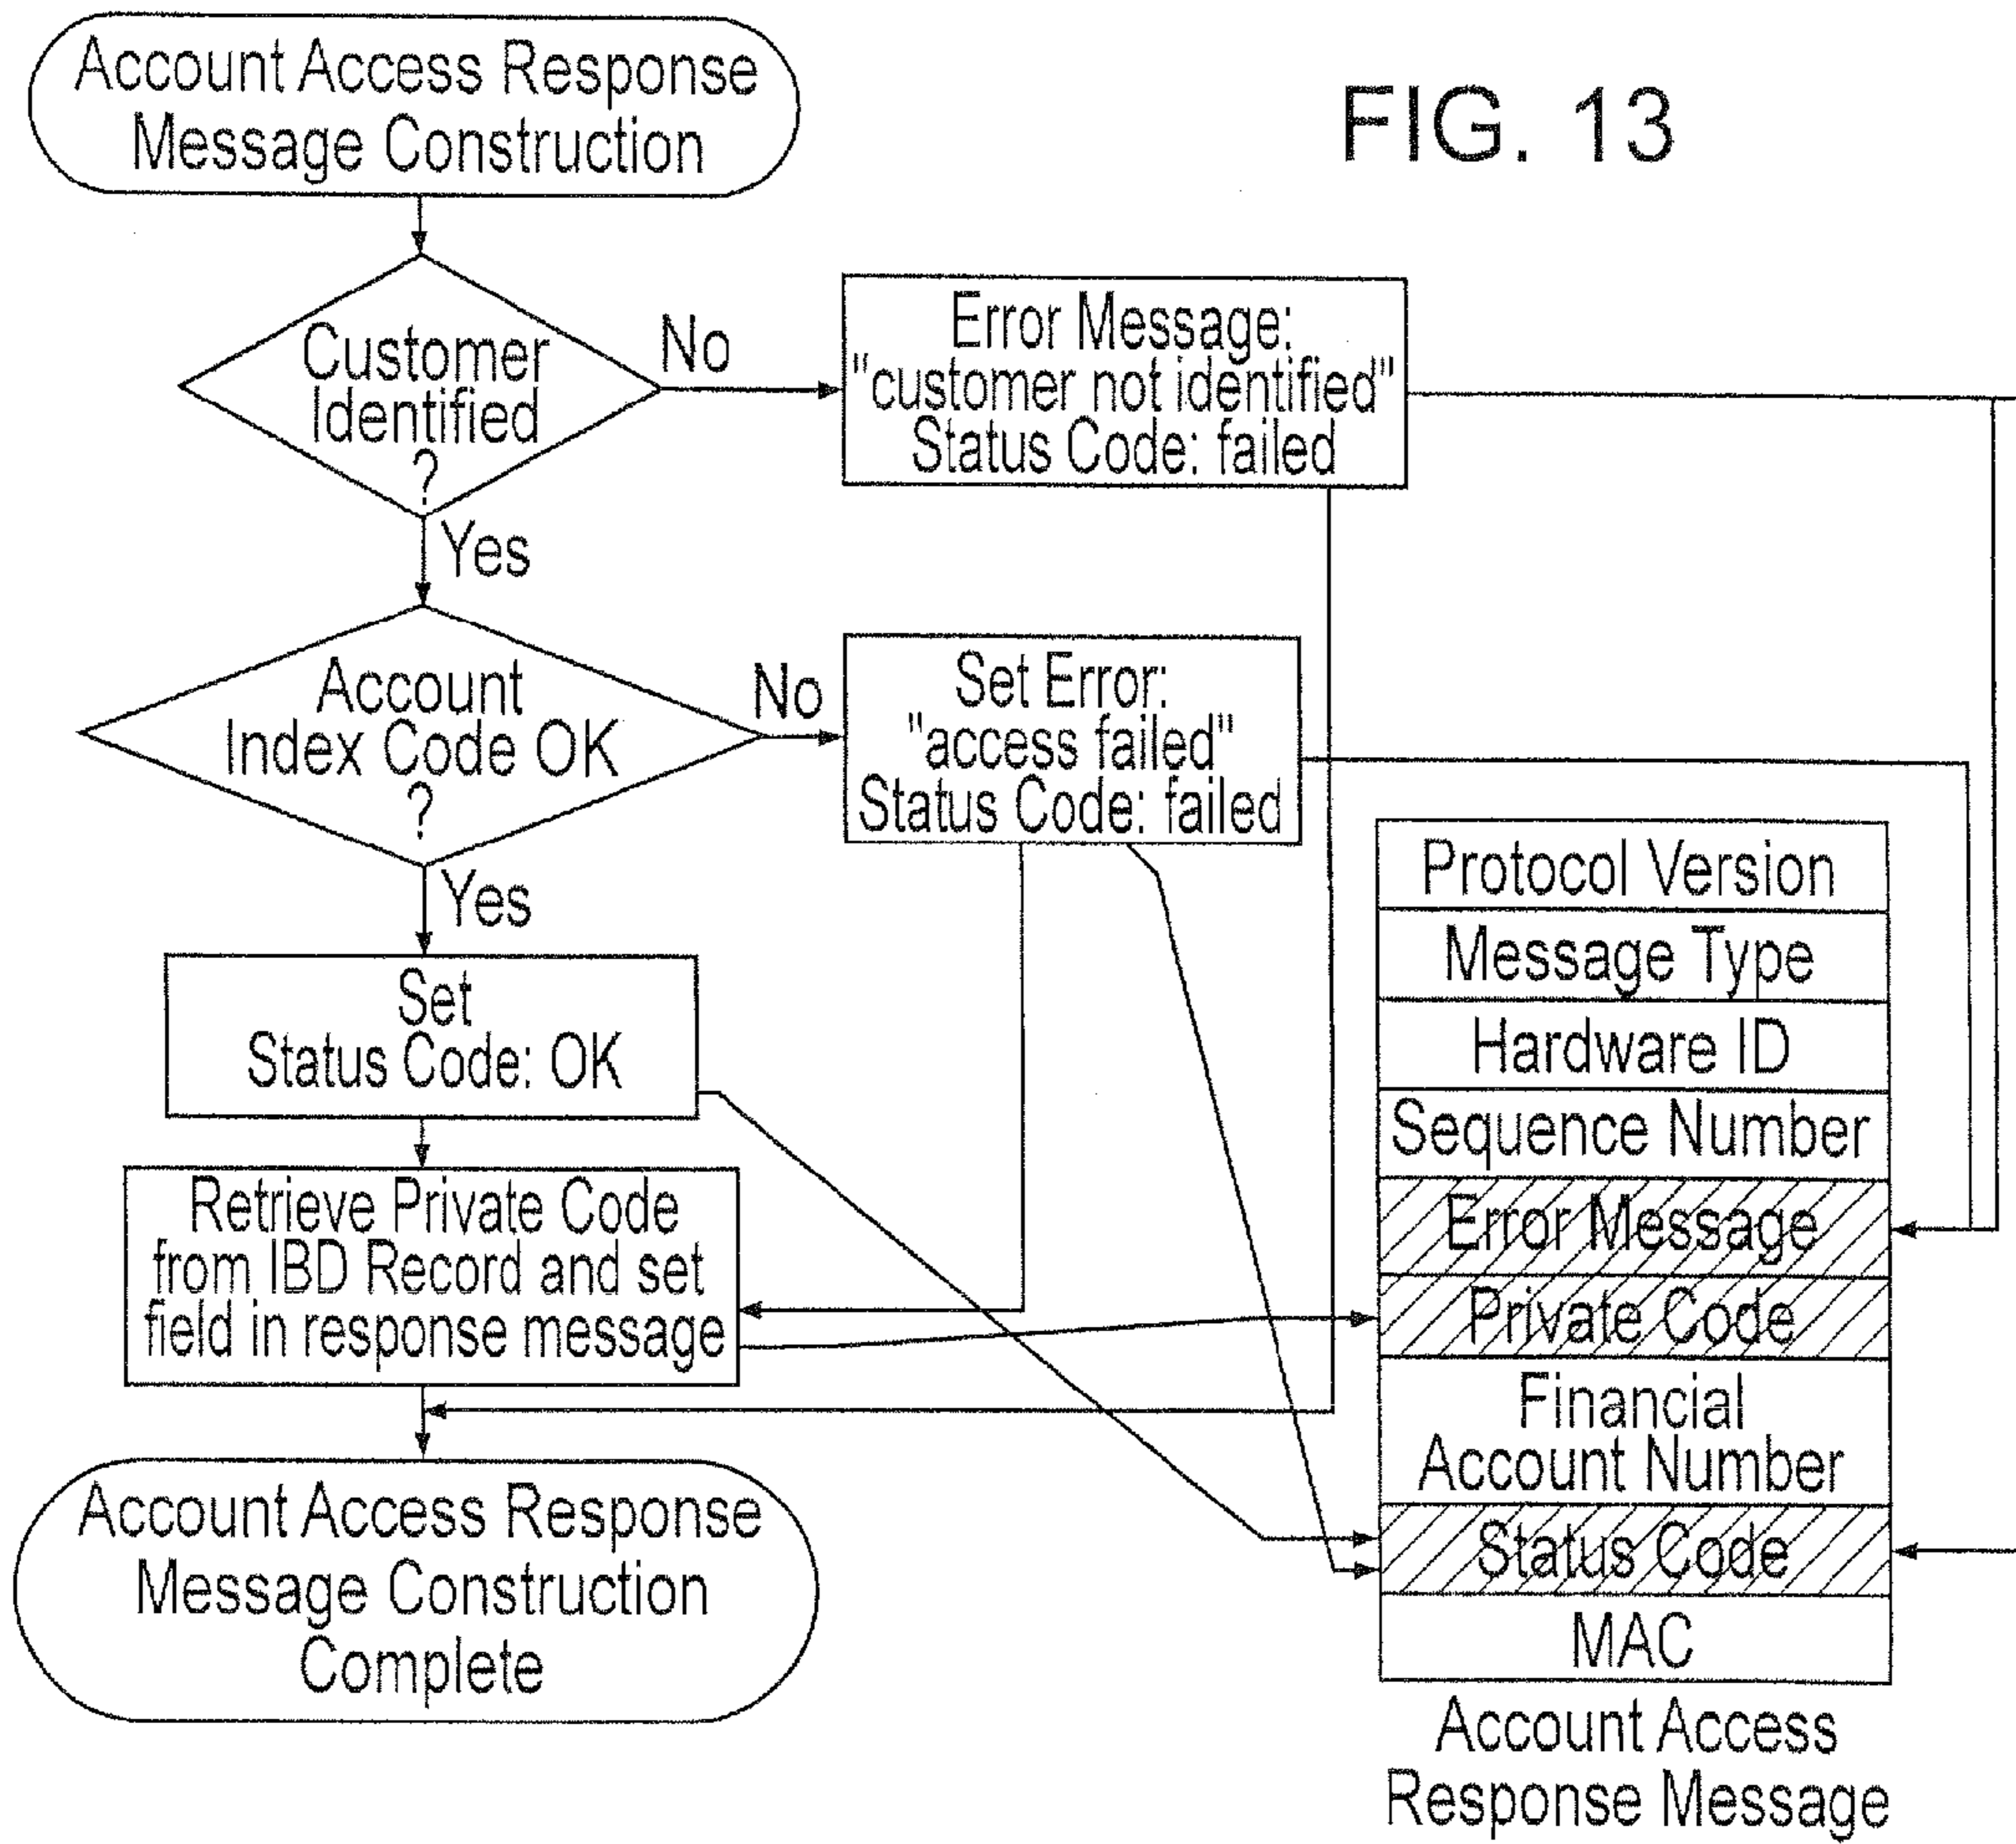 Account Access Response
Message Construction
FIG. 13
Customer
Identified
?
No
Error Message:
"customer not identified"
Status Code: failed
Yes
Account
Index Code OK
?
No
Set Error:
"access failed"
Status Code: failed
Yes
Set
Status Code: OK
Retrieve Private Code
from IBD Record and set
field in response message
Account Access Response
Message Construction
Complete
Protocol Version
Message Type
Hardware ID
Sequence Number
Error Message
Private Code
Financial
Account Number
Status Code
MAC
Account Access
Response Message